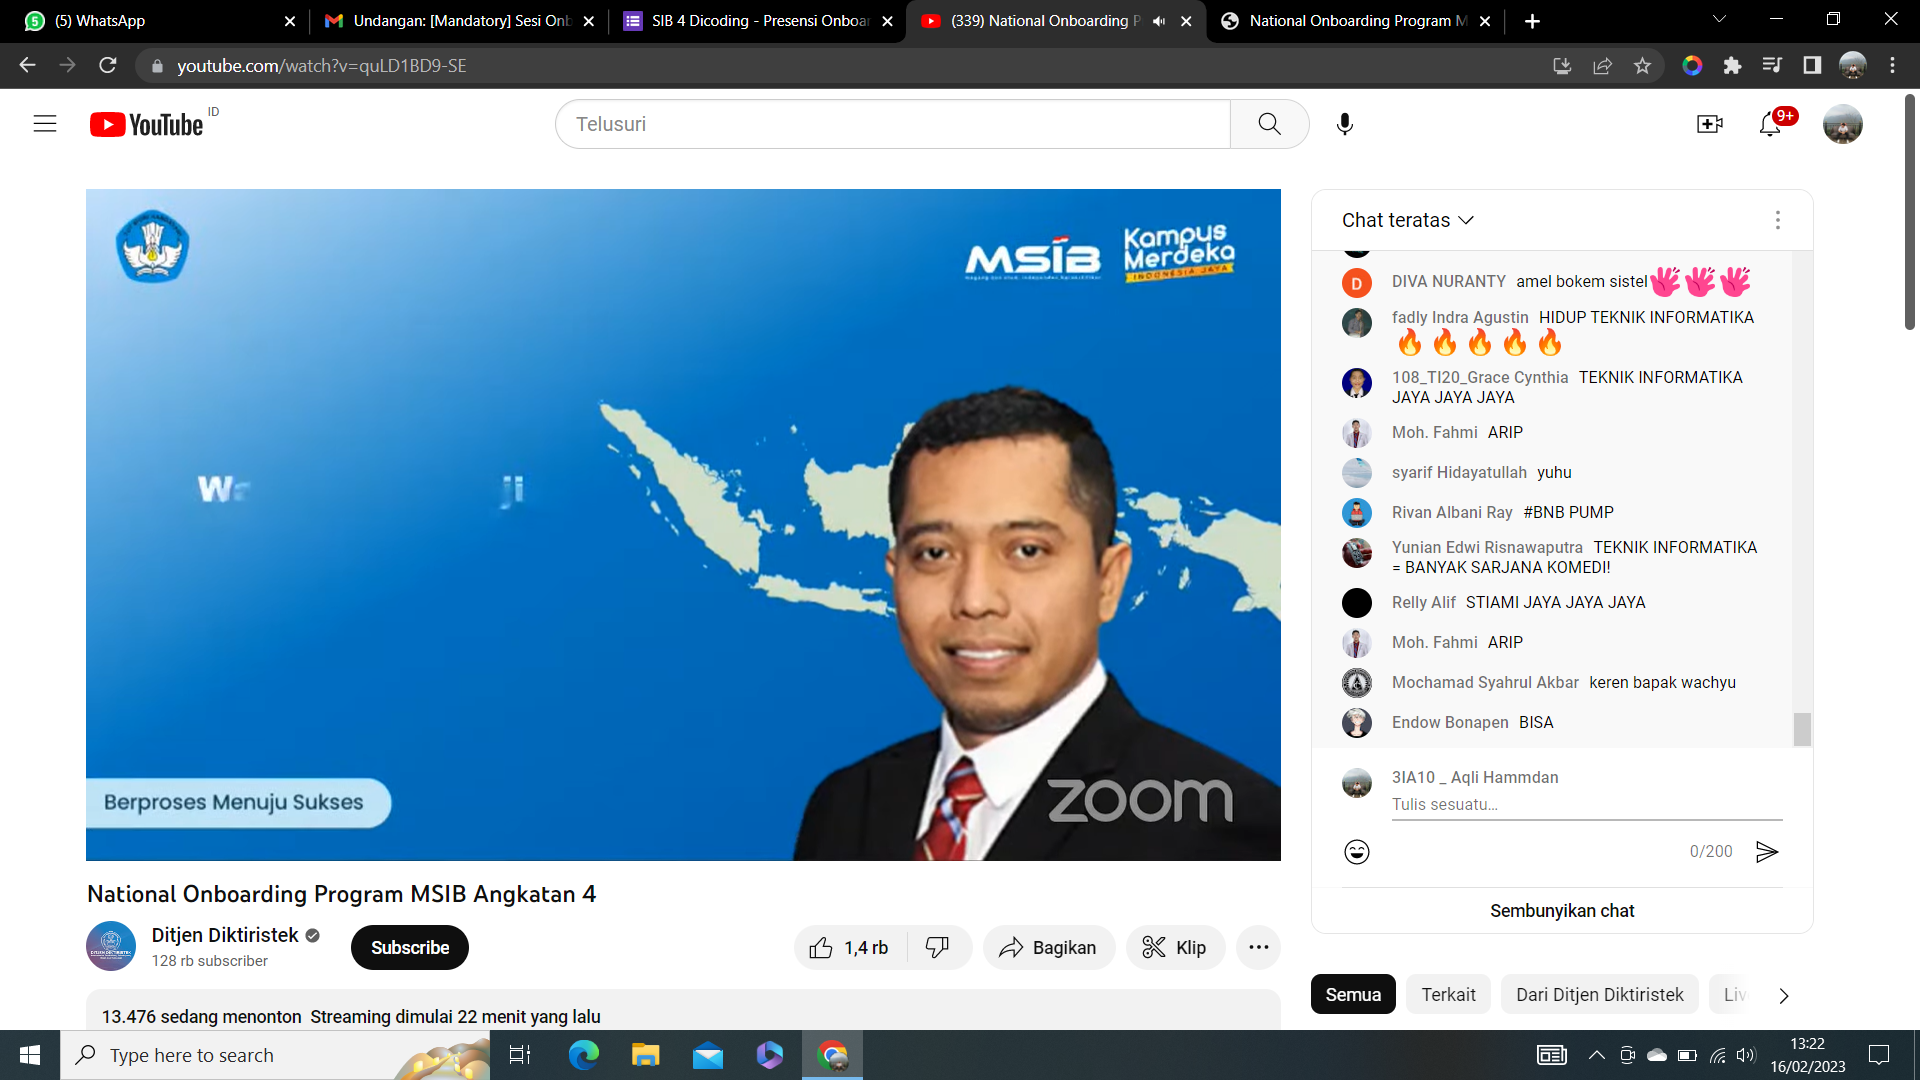 (5) WhatsApp
Undangan: [Mandatory] Sesi Onb
SIB 4 Dicoding - Presensi Onboar
(339) National Onboarding P
National Onboarding Program M
youtube.com/watch?v=quLD1BD9-SE
YouTube ID
Telusuri
9+
MSIB
Kampus
Merdeka
INDONESIA JAYA
W
ji
Berproses Menuju Sukses
zoom
National Onboarding Program MSIB Angkatan 4
Ditjen Diktiristek
128 rb subscriber
Subscribe
1,4 rb
Bagikan
Klip
13.476 sedang menonton Streaming dimulai 22 menit yang lalu
Chat teratas
D
DIVA NURANTY amel bokem sistel
fadly Indra Agustin HIDUP TEKNIK INFORMATIKA
108_TI20_Grace Cynthia TEKNIK INFORMATIKA
JAYA JAYA JAYA
Moh. Fahmi ARIP
syarif Hidayatullah yuhu
Rivan Albani Ray #BNB PUMP
Yunian Edwi Risnawaputra TEKNIK INFORMATIKA
= BANYAK SARJANA KOMEDI!
Relly Alif STIAMI JAYA JAYA JAYA
Moh. Fahmi ARIP
Mochamad Syahrul Akbar keren bapak wachyu
Endow Bonapen BISA
3IA10 _ Aqli Hammdan
Tulis sesuatu...
0/200
Sembunyikan chat
Semua
Terkait
Dari Ditjen Diktiristek
Liv
Type here to search
13:22
16/02/2023